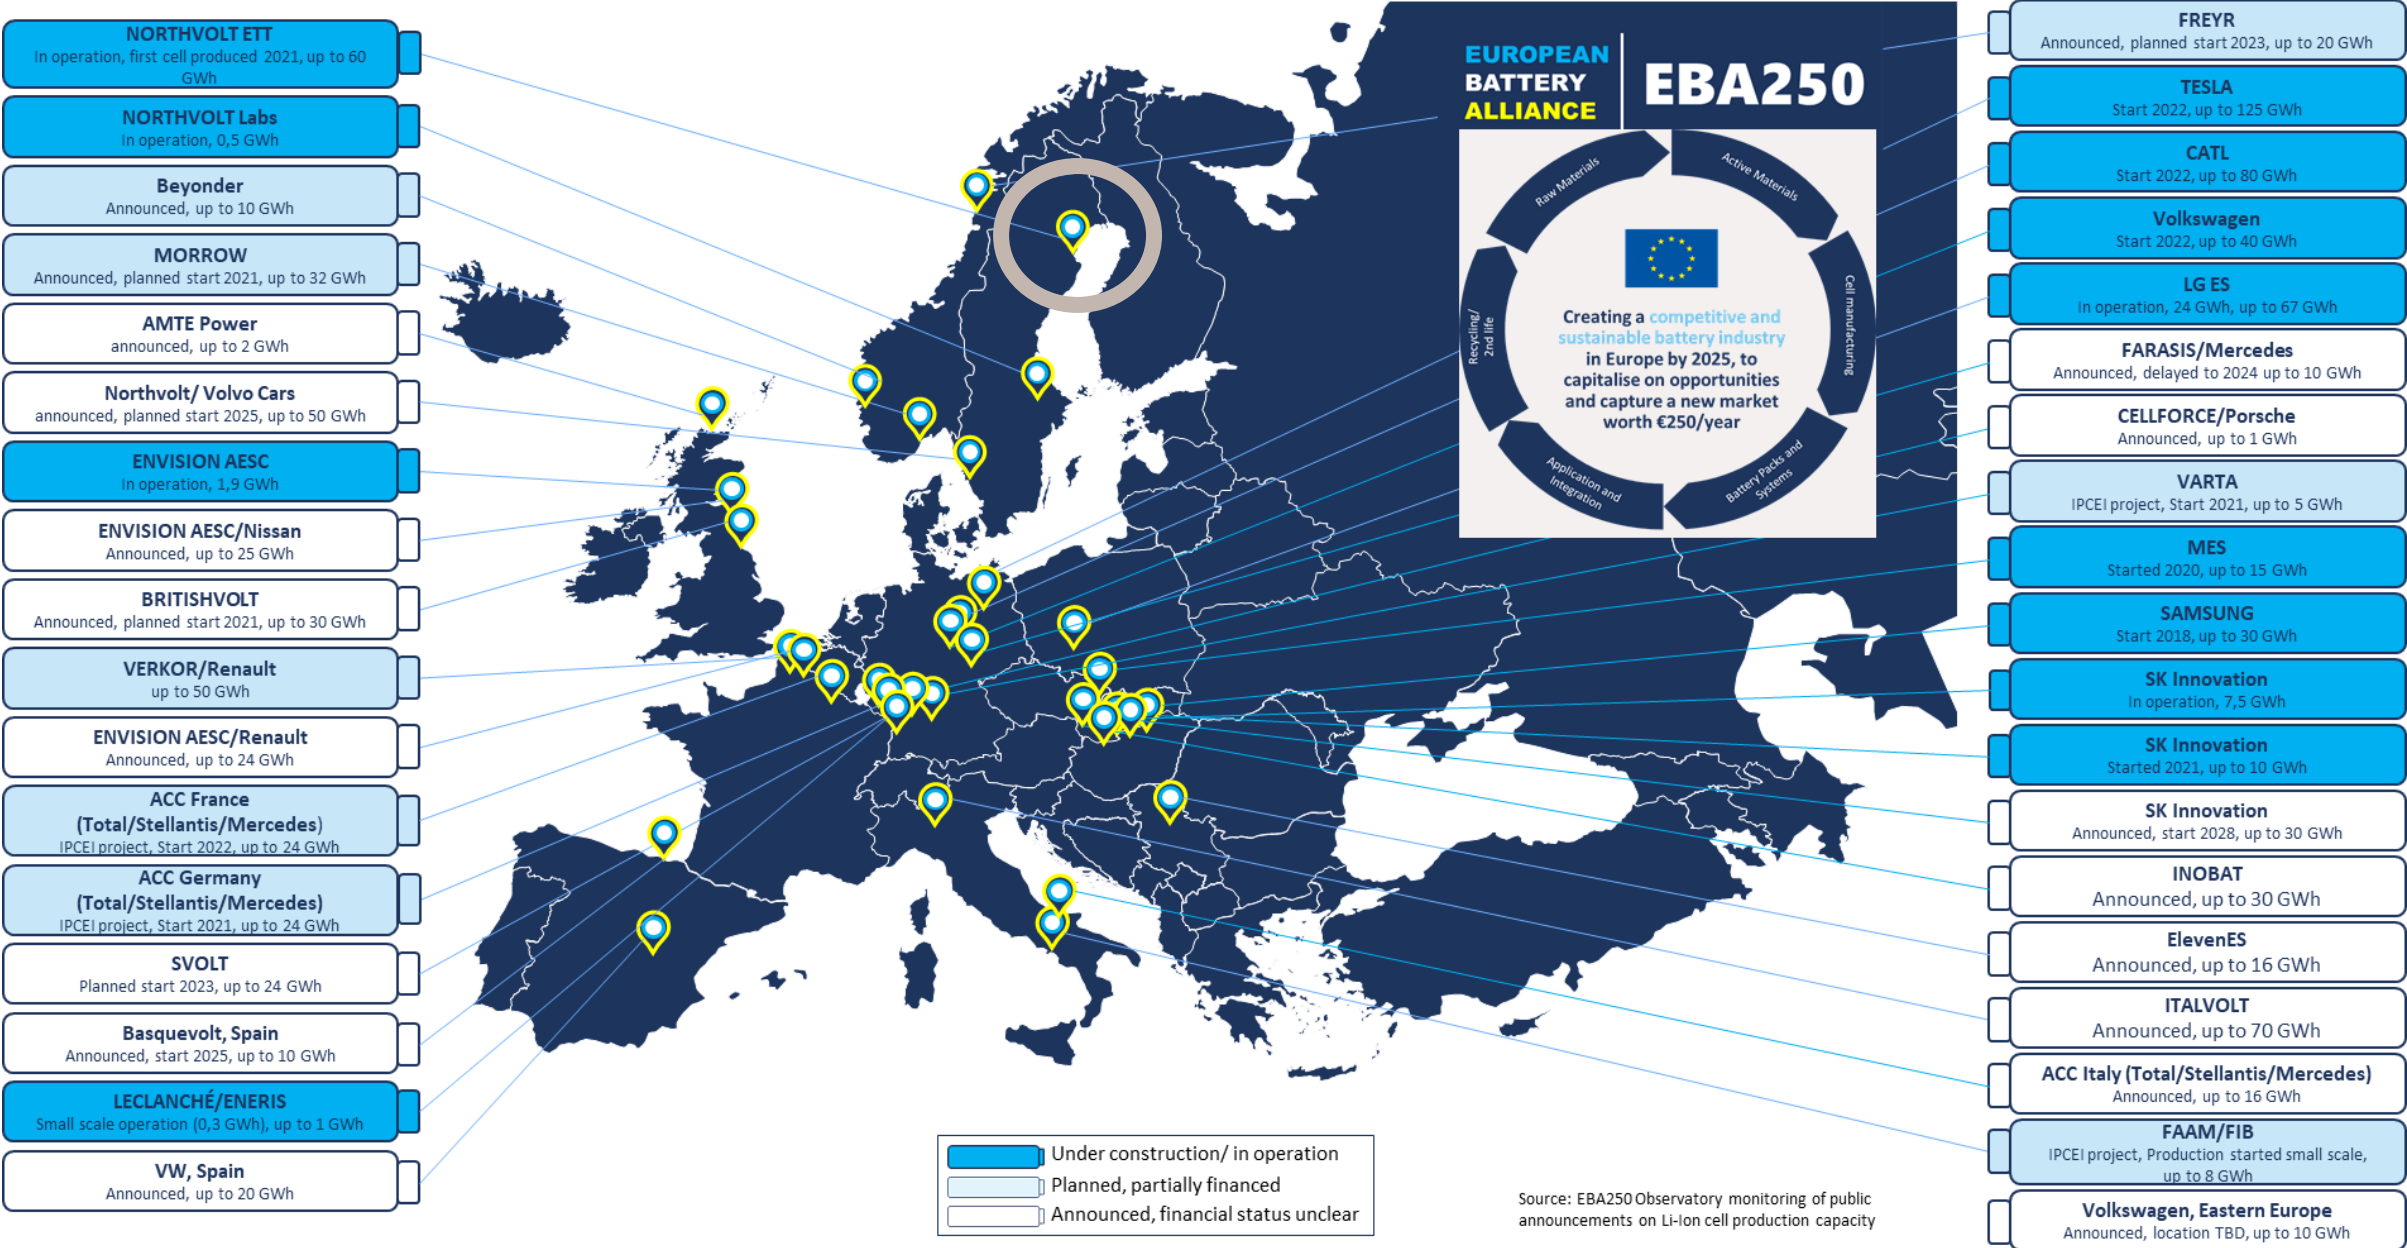 NORTHVOLT ETT
In operation, first cell produced 2021, up to 60
GWh
NORTHVOLT Labs
In operation, 0,5 GWh
Beyonder
Announced, up to 10 GWh
MORROW
Announced, planned start 2021, up to 32 GWh
AMTE Power
announced, up to 2 GWh
Northvolt/ Volvo Cars
announced, planned start 2025, up to 50 GWh
ENVISION AESC
In operation, 1,9 GWh
ENVISION AESC/Nissan
Announced, up to 25 GWh
BRITISHVOLT
Announced, planned start 2021, up to 30 GWh
VERKOR/Renault
up to 50 GWh
ENVISION AESC/Renault
Announced, up to 24 GWh
ACC France
(Total/Stellantis/Mercedes)
IPCEI project, Start 2022, up to 24 GWh
ACC Germany
(Total/Stellantis/Mercedes)
IPCEI project, Start 2021, up to 24 GWh
SVOLT
Planned start 2023, up to 24 GWh
Basquevolt, Spain
Announced, start 2025, up to 10 GWh
LECLANCHÉ/ENERIS
Small scale operation (0,3 GWh), up to 1 GWh
VW, Spain
Announced, up to 20 GWh
EUROPEAN
BATTERY
ALLIANCE
EBA250
Raw Materials
Active Materials
Cell manufacturing
Battery Packs and
Systems
Application and
Integration
Recycling/
2nd life
Creating a competitive and
sustainable battery industry
in Europe by 2025, to
capitalise on opportunities
and capture a new market
worth €250/year
FREYR
Announced, planned start 2023, up to 20 GWh
TESLA
Start 2022, up to 125 GWh
CATL
Start 2022, up to 80 GWh
Volkswagen
Start 2022, up to 40 GWh
LG ES
In operation, 24 GWh, up to 67 GWh
FARASIS/Mercedes
Announced, delayed to 2024 up to 10 GWh
CELLFORCE/Porsche
Announced, up to 1 GWh
VARTA
IPCEI project, Start 2021, up to 5 GWh
MES
Started 2020, up to 15 GWh
SAMSUNG
Start 2018, up to 30 GWh
SK Innovation
In operation, 7,5 GWh
SK Innovation
Started 2021, up to 10 GWh
SK Innovation
Announced, start 2028, up to 30 GWh
INOBAT
Announced, up to 30 GWh
ElevenES
Announced, up to 16 GWh
ITALVOLT
Announced, up to 70 GWh
ACC Italy (Total/Stellantis/Mercedes)
Announced, up to 16 GWh
FAAM/FIB
IPCEI project, Production started small scale,
up to 8 GWh
Volkswagen, Eastern Europe
Announced, location TBD, up to 10 GWh
Under construction/ in operation
Planned, partially financed
Announced, financial status unclear
Source: EBA250 Observatory monitoring of public
announcements on Li-Ion cell production capacity